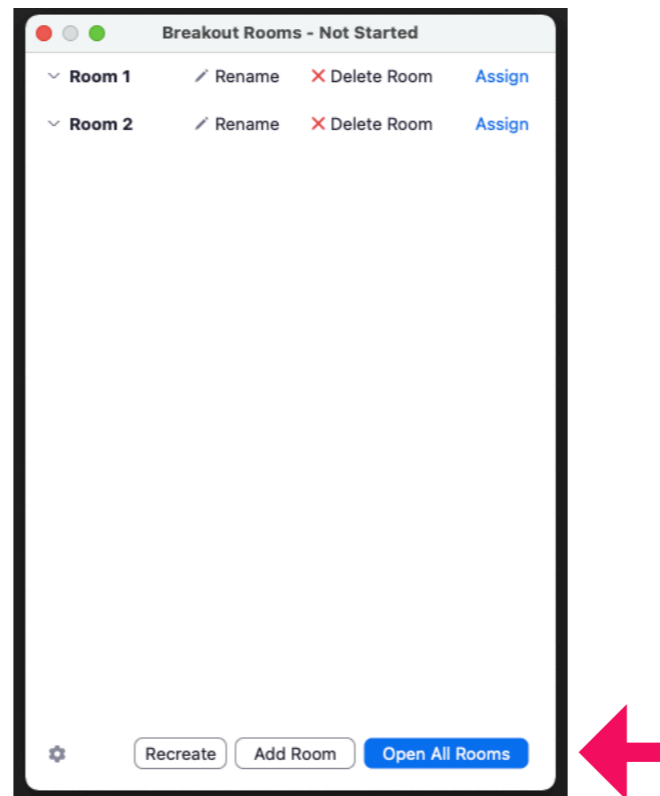 Breakout Rooms - Not Started
Room 1 Rename Delete Room Assign
Room 2 Rename Delete Room Assign
Recreate Add Room Open All Rooms